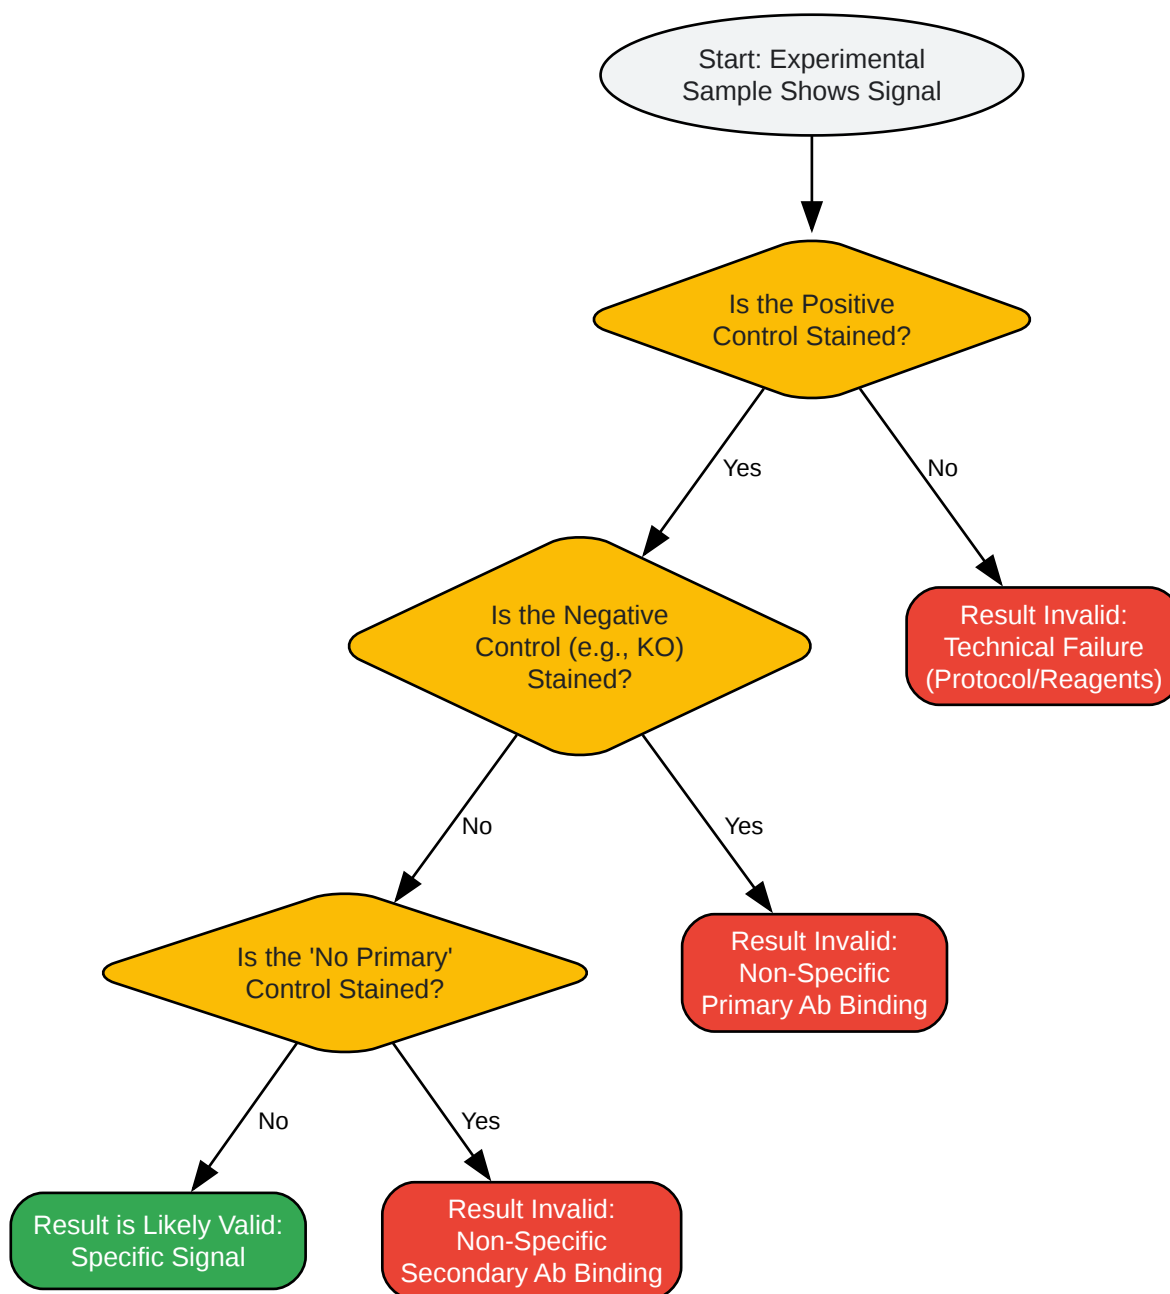 Start: Experimental
Sample Shows Signal
Is the Positive
Control Stained?
Yes
No
Is the Negative
Control (e.g., KO)
Stained?
Result Invalid:
Technical Failure
(Protocol/Reagents)
No
Yes
Is the 'No Primary'
Control Stained?
Result Invalid:
Non-Specific
Primary Ab Binding
No
Yes
Result is Likely Valid:
Specific Signal
Result Invalid:
Non-Specific
Secondary Ab Binding